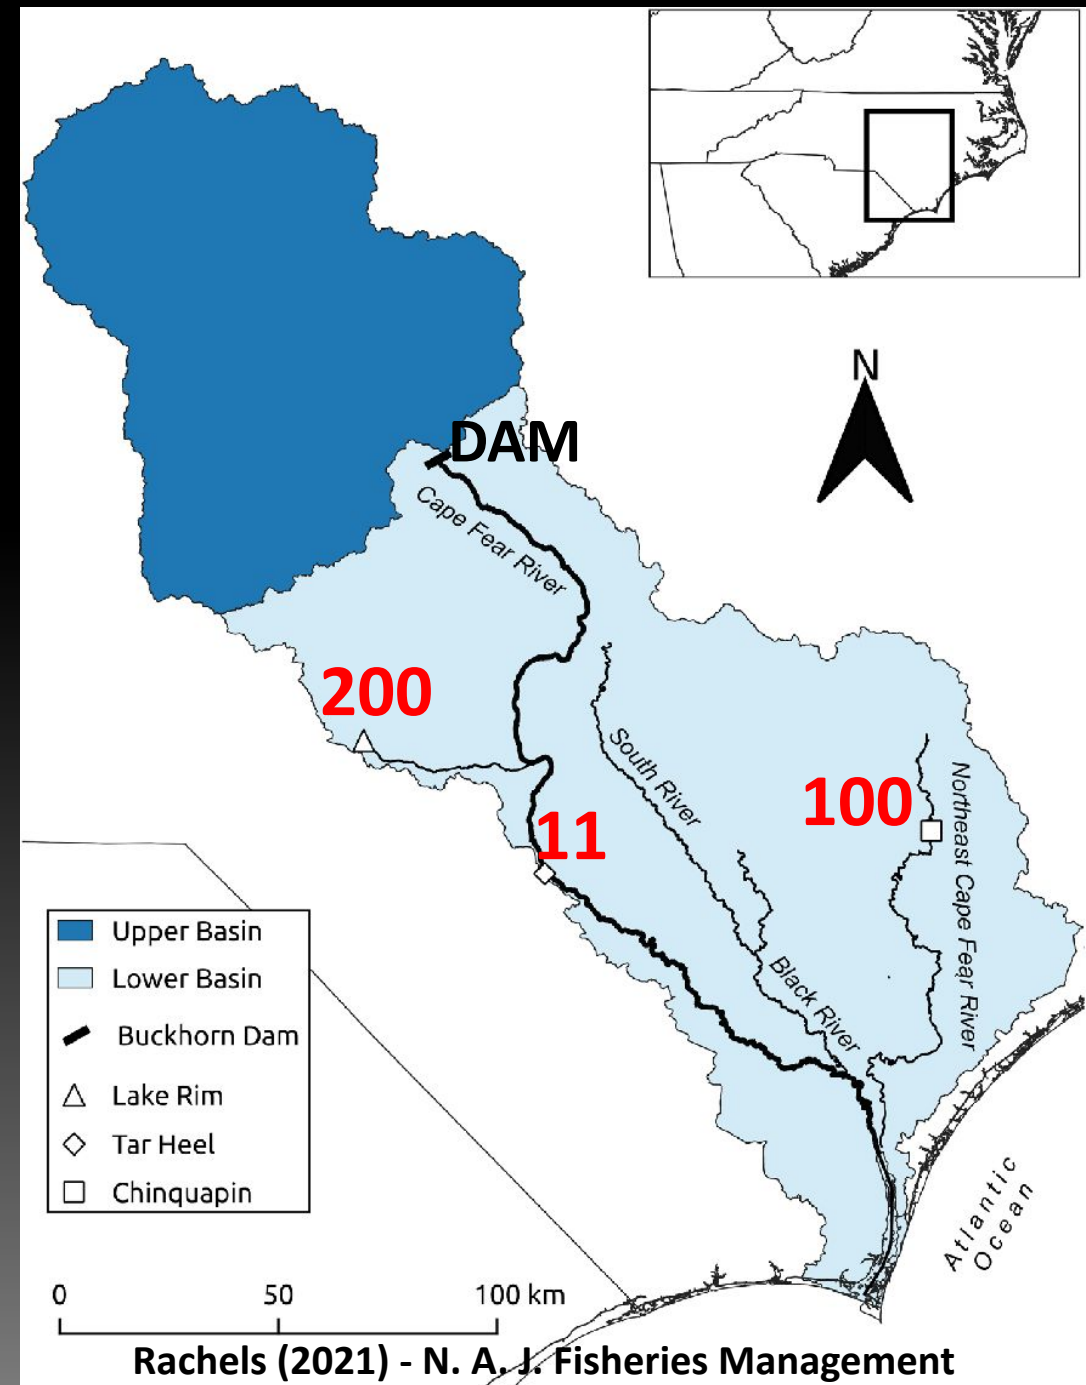 N
DAM
Cape Fear River
200
South River
100
Northeast Cape Fear River
11
Black River
Upper Basin
Lower Basin
Buckhorn Dam
Lake Rim
Tar Heel
Chinquapin
Atlantic
Ocean
0 50 100 km
Rachels (2021) - N. A. J. Fisheries Management